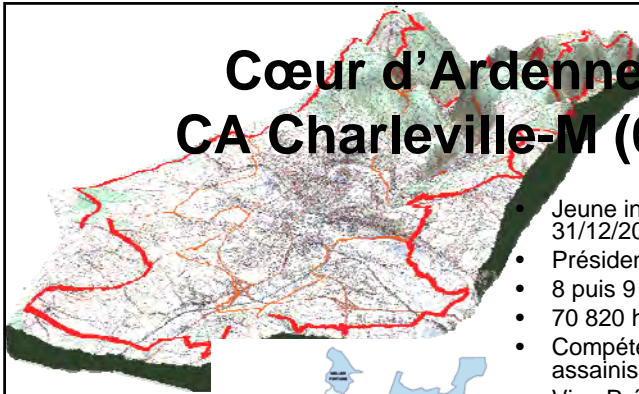 Cœur d’Ardenne
CA Charleville-M (
• Jeune in
31/12/20
• Présiden
• 8 puis 9
• 70 820 h
• Compéte
assainis